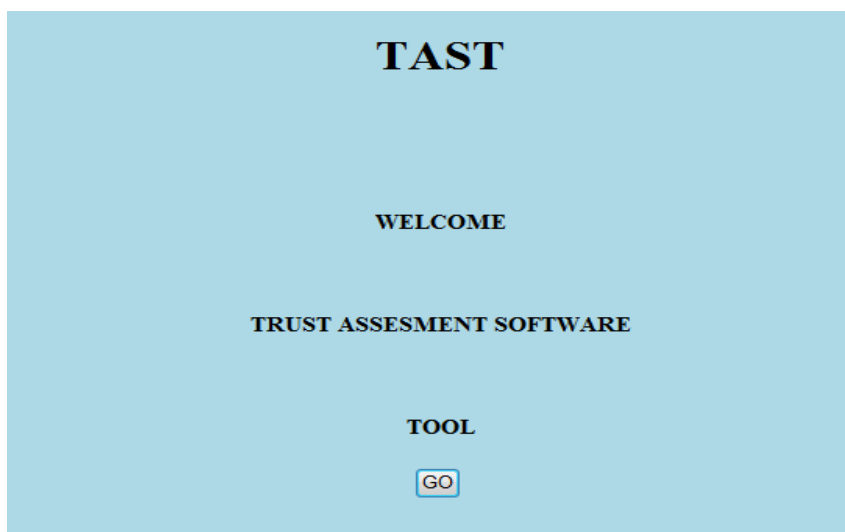 TAST
WELCOME
TRUST ASSESMENT SOFTWARE
TOOL
GO